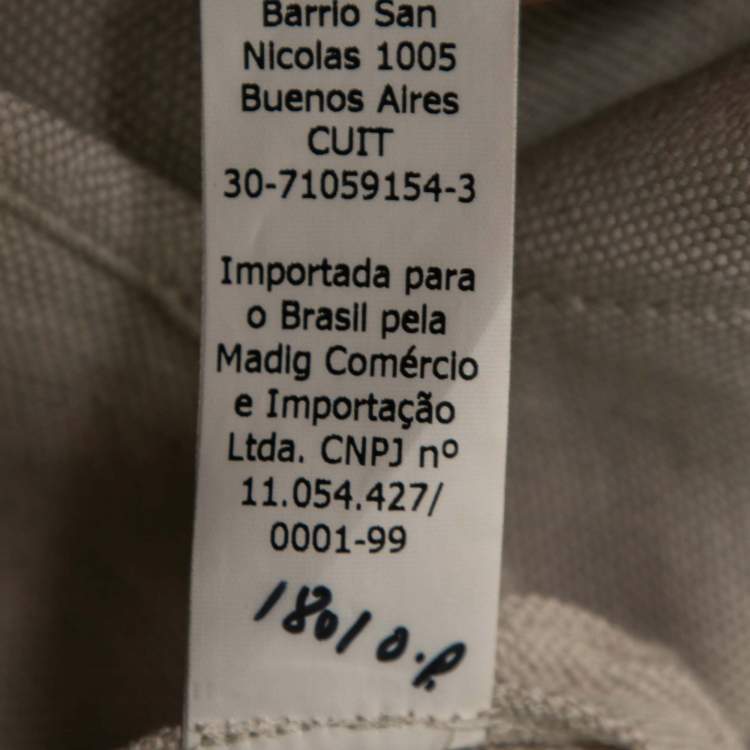 Barrio San
Nicolas 1005
Buenos Aires
CUIT
30-71059154-3
Importada para
o Brasil pela
Madig Comércio
e Importação
Ltda. CNPJ nº
11.054.427/
0001-99
1801 O.P.